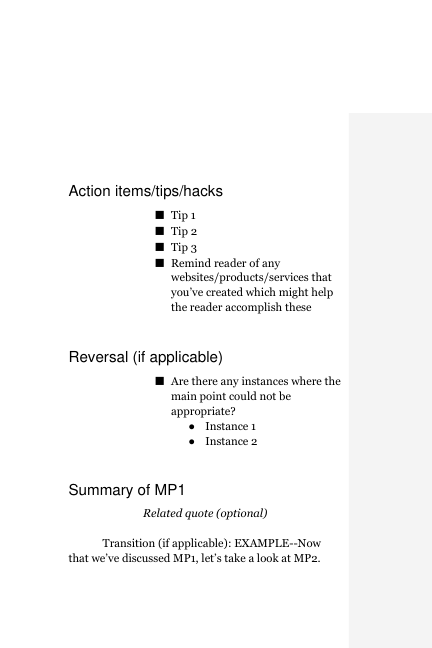 Action items/tips/hacks
■ Tip 1
■ Tip 2
■ Tip 3
■ Remind reader of any
websites/products/services that
you've created which might help
the reader accomplish these
Reversal (if applicable)
■ Are there any instances where the
main point could not be
appropriate?
● Instance 1
● Instance 2
Summary of MP1
Related quote (optional)
Transition (if applicable): EXAMPLE--Now
that we've discussed MP1, let's take a look at MP2.